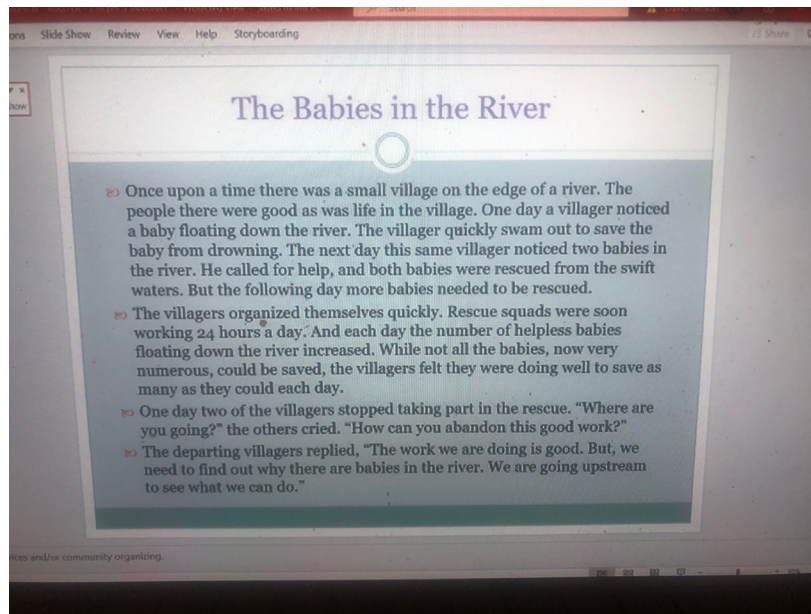 ons Slide Show Review View Help Storyboarding
Share
how
The Babies in the River
Once upon a time there was a small village on the edge of a river. The
people there were good as was life in the village. One day a villager noticed
a baby floating down the river. The villager quickly swam out to save the
baby from drowning. The next day this same villager noticed two babies in
the river. He called for help, and both babies were rescued from the swift
waters. But the following day more babies needed to be rescued.
The villagers organized themselves quickly. Rescue squads were soon
working 24 hours a day. And each day the number of helpless babies
floating down the river increased. While not all the babies, now very
numerous, could be saved, the villagers felt they were doing well to save as
many as they could each day.
One day two of the villagers stopped taking part in the rescue. “Where are
you going?” the others cried. “How can you abandon this good work?”
The departing villagers replied, “The work we are doing is good. But, we
need to find out why there are babies in the river. We are going upstream
to see what we can do.”
ices and/or community organizing.